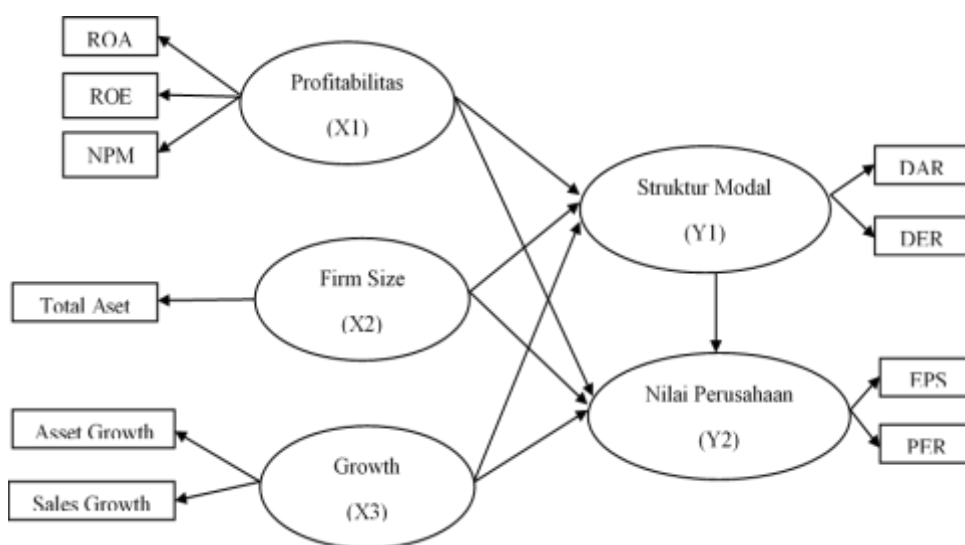 ROA
ROE
NPM
Profitabilitas
(X1)
Struktur Modal
(Y1)
DAR
DER
Firm Size
(X2)
Total Aset
Nilai Perusahaan
(Y2)
EPS
PER
Asset Growth
Sales Growth
Growth
(X3)